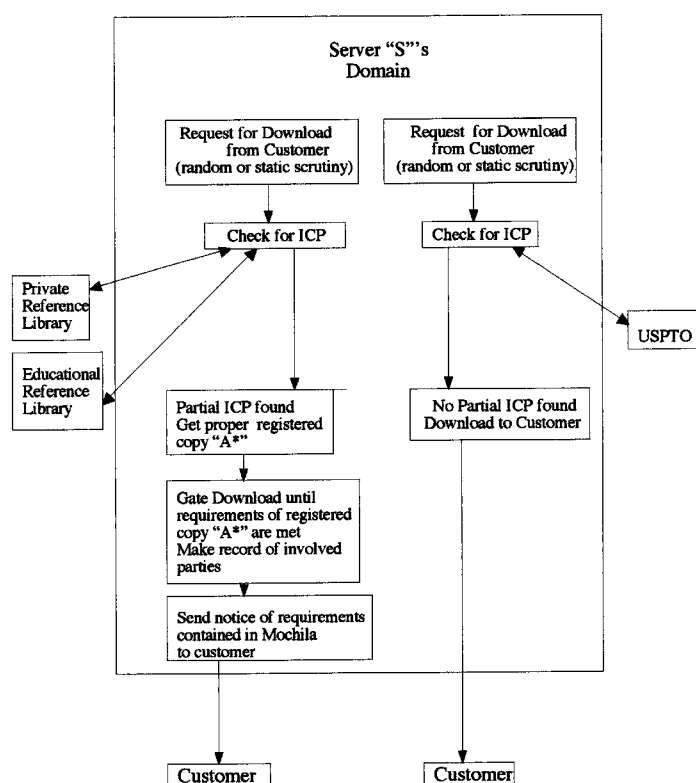 Server “S”’s
Domain
Request for Download
from Customer
(random or static scrutiny)
Request for Download
from Customer
(random or static scrutiny)
Check for ICP
Check for ICP
Private
Reference
Library
Educational
Reference
Library
USPTO
Partial ICP found
Get proper registered
copy “A*”
No Partial ICP found
Download to Customer
Gate Download until
requirements of registered
copy “A*” are met
Make record of involved
parties
Send notice of requirements
contained in Mochila
to customer
Customer
Customer